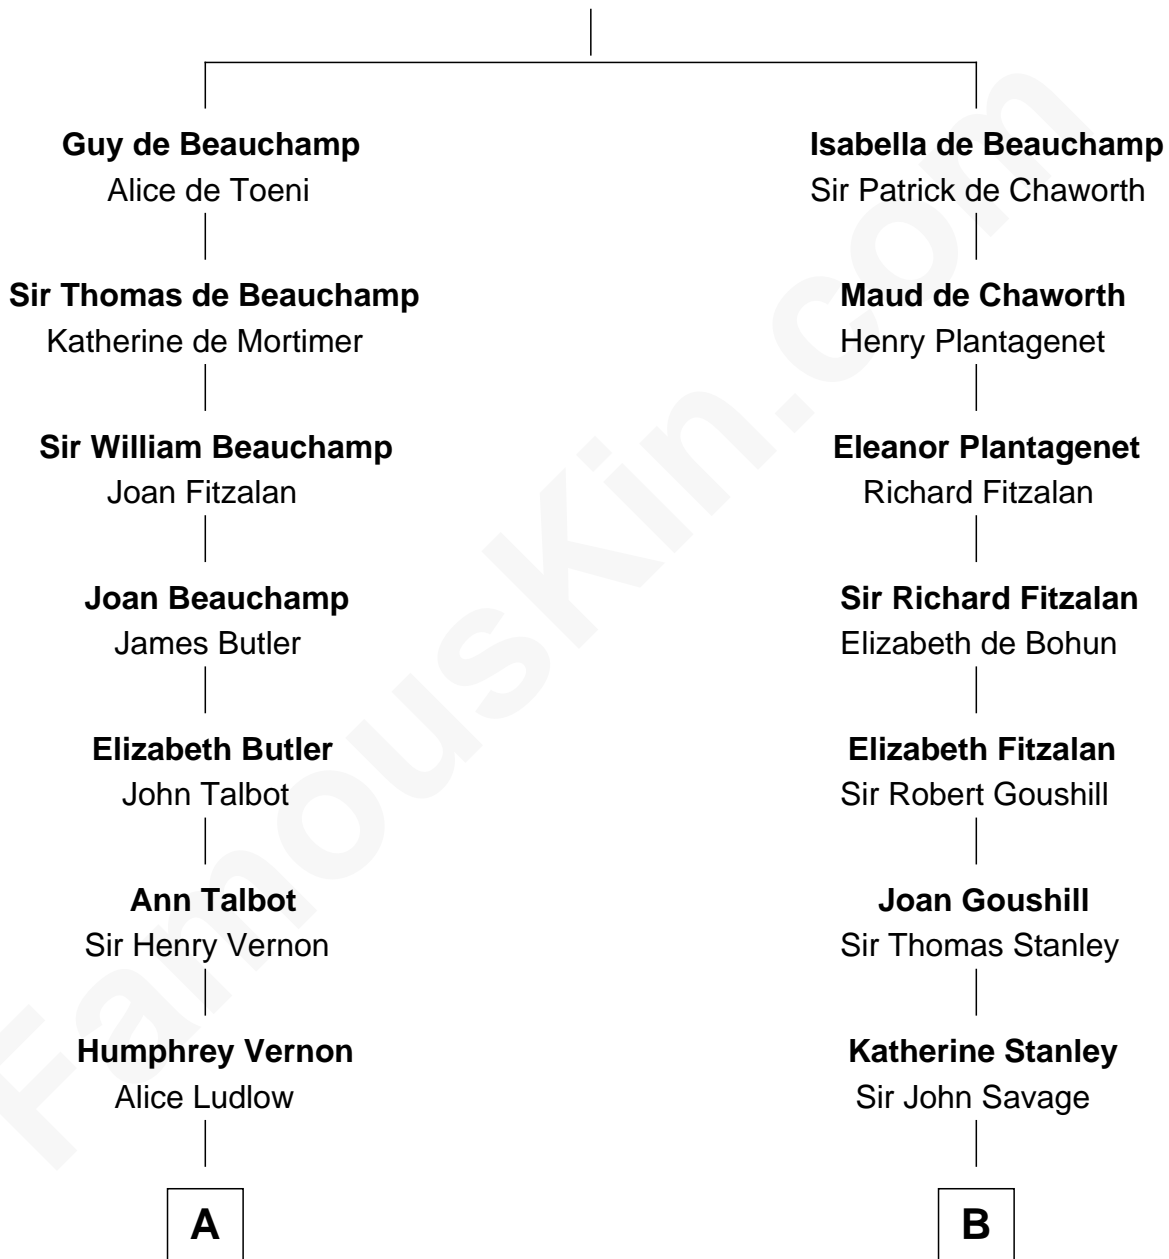 Guy de Beauchamp
Alice de Toeni
Sir Thomas de Beauchamp
Katherine de Mortimer
Sir William Beauchamp
Joan Fitzalan
Joan Beauchamp
James Butler
Elizabeth Butler
John Talbot
Ann Talbot
Sir Henry Vernon
Humphrey Vernon
Alice Ludlow
A
Isabella de Beauchamp
Sir Patrick de Chaworth
Maud de Chaworth
Henry Plantagenet
Eleanor Plantagenet
Richard Fitzalan
Sir Richard Fitzalan
Elizabeth de Bohun
Elizabeth Fitzalan
Sir Robert Goushill
Joan Goushill
Sir Thomas Stanley
Katherine Stanley
Sir John Savage
B
FamousKin.com